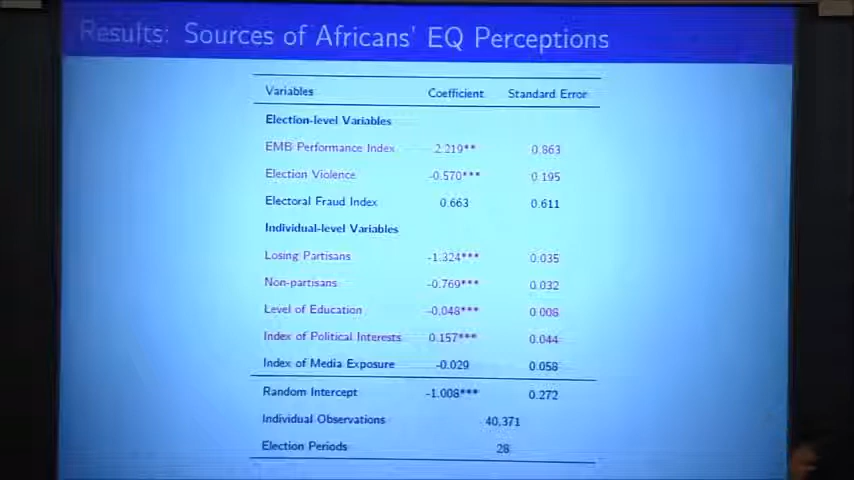 Results: Sources of Africans' EQ Perceptions
Variables Coefficient Standard Error
Election-level Variables
EMB Performance Index 2.219** 0.863
Election Violence -0.570*** 0.195
Electoral Fraud Index 0.663 0.611
Individual-level Variables
Losing Partisans -1.324*** 0.035
Non-partisans -0.769*** 0.032
Level of Education -0.048*** 0.008
Index of Political Interests 0.157*** 0.044
Index of Media Exposure -0.029 0.058
Random Intercept -1.008*** 0.272
Individual Observations 40,371
Election Periods 28